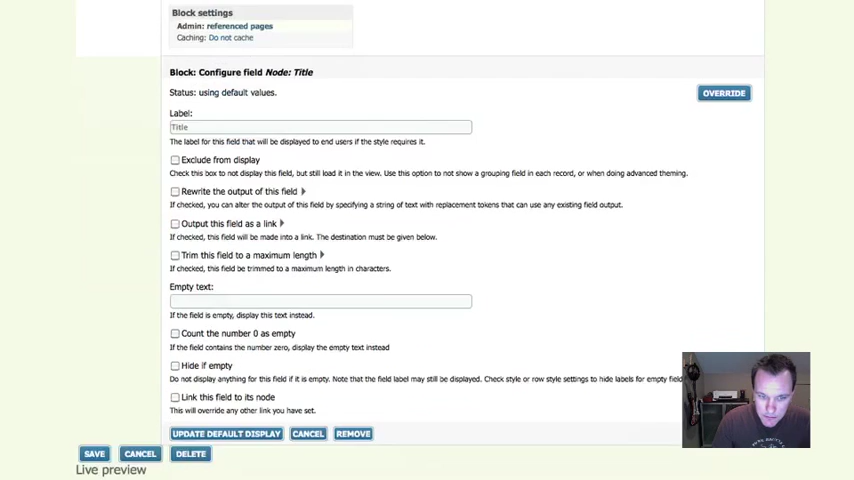 Block settings
Admin: referenced pages
Caching: Do not cache
Block: Configure field Node: Title
Status: using default values.
OVERRIDE
Label:
Title
The label for this field that will be displayed to end users if the style requires it.
Exclude from display
Check this box to not display this field, but still load it in the view. Use this option to not show a grouping field in each record, or when doing advanced theming.
Rewrite the output of this field
If checked, you can alter the output of this field by specifying a string of text with replacement tokens that can use any existing field output.
Output this field as a link
If checked, this field will be made into a link. The destination must be given below.
Trim this field to a maximum length
If checked, this field be trimmed to a maximum length in characters.
Empty text:
If the field is empty, display this text instead.
Count the number 0 as empty
If the field contains the number zero, display the empty text instead
Hide if empty
Do not display anything for this field if it is empty. Note that the field label may still be displayed. Check style or row style settings to hide labels for empty field
Link this field to its node
This will override any other link you have set.
UPDATE DEFAULT DISPLAY CANCEL REMOVE
SAVE CANCEL DELETE
Live preview